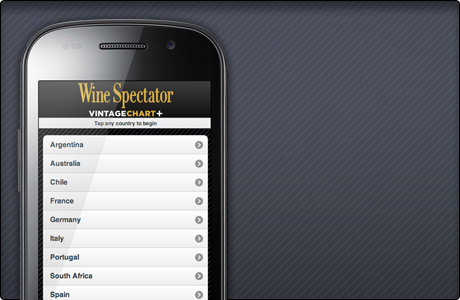 Wine Spectator
VINTAGECHART+
Tap any country to begin
Argentina
Australia
Chile
France
Germany
Italy
Portugal
South Africa
Spain